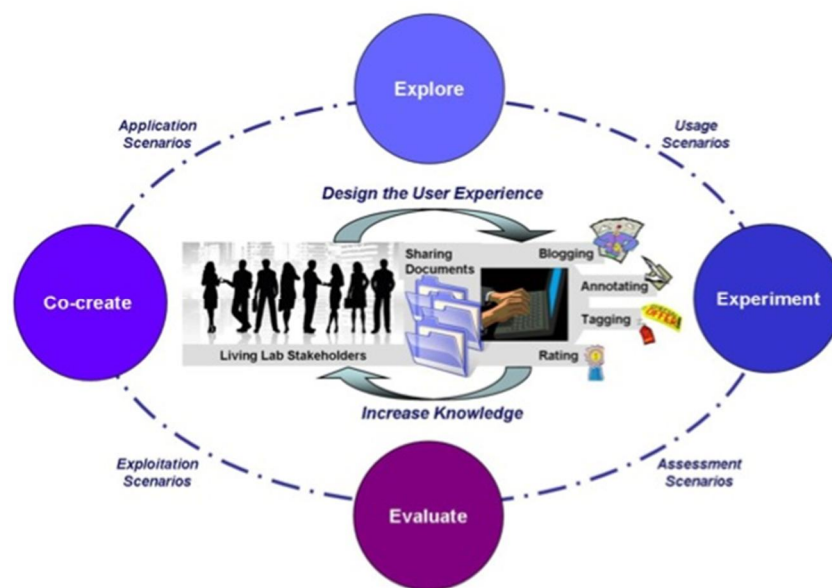 Explore
Application
Scenarios
Usage
Scenarios
Design the User Experience
Sharing
Documents
Blogging
Annotating
Tagging
Rating
Co-create
Experiment
Living Lab Stakeholders
Increase Knowledge
Exploitation
Scenarios
Assessment
Scenarios
Evaluate